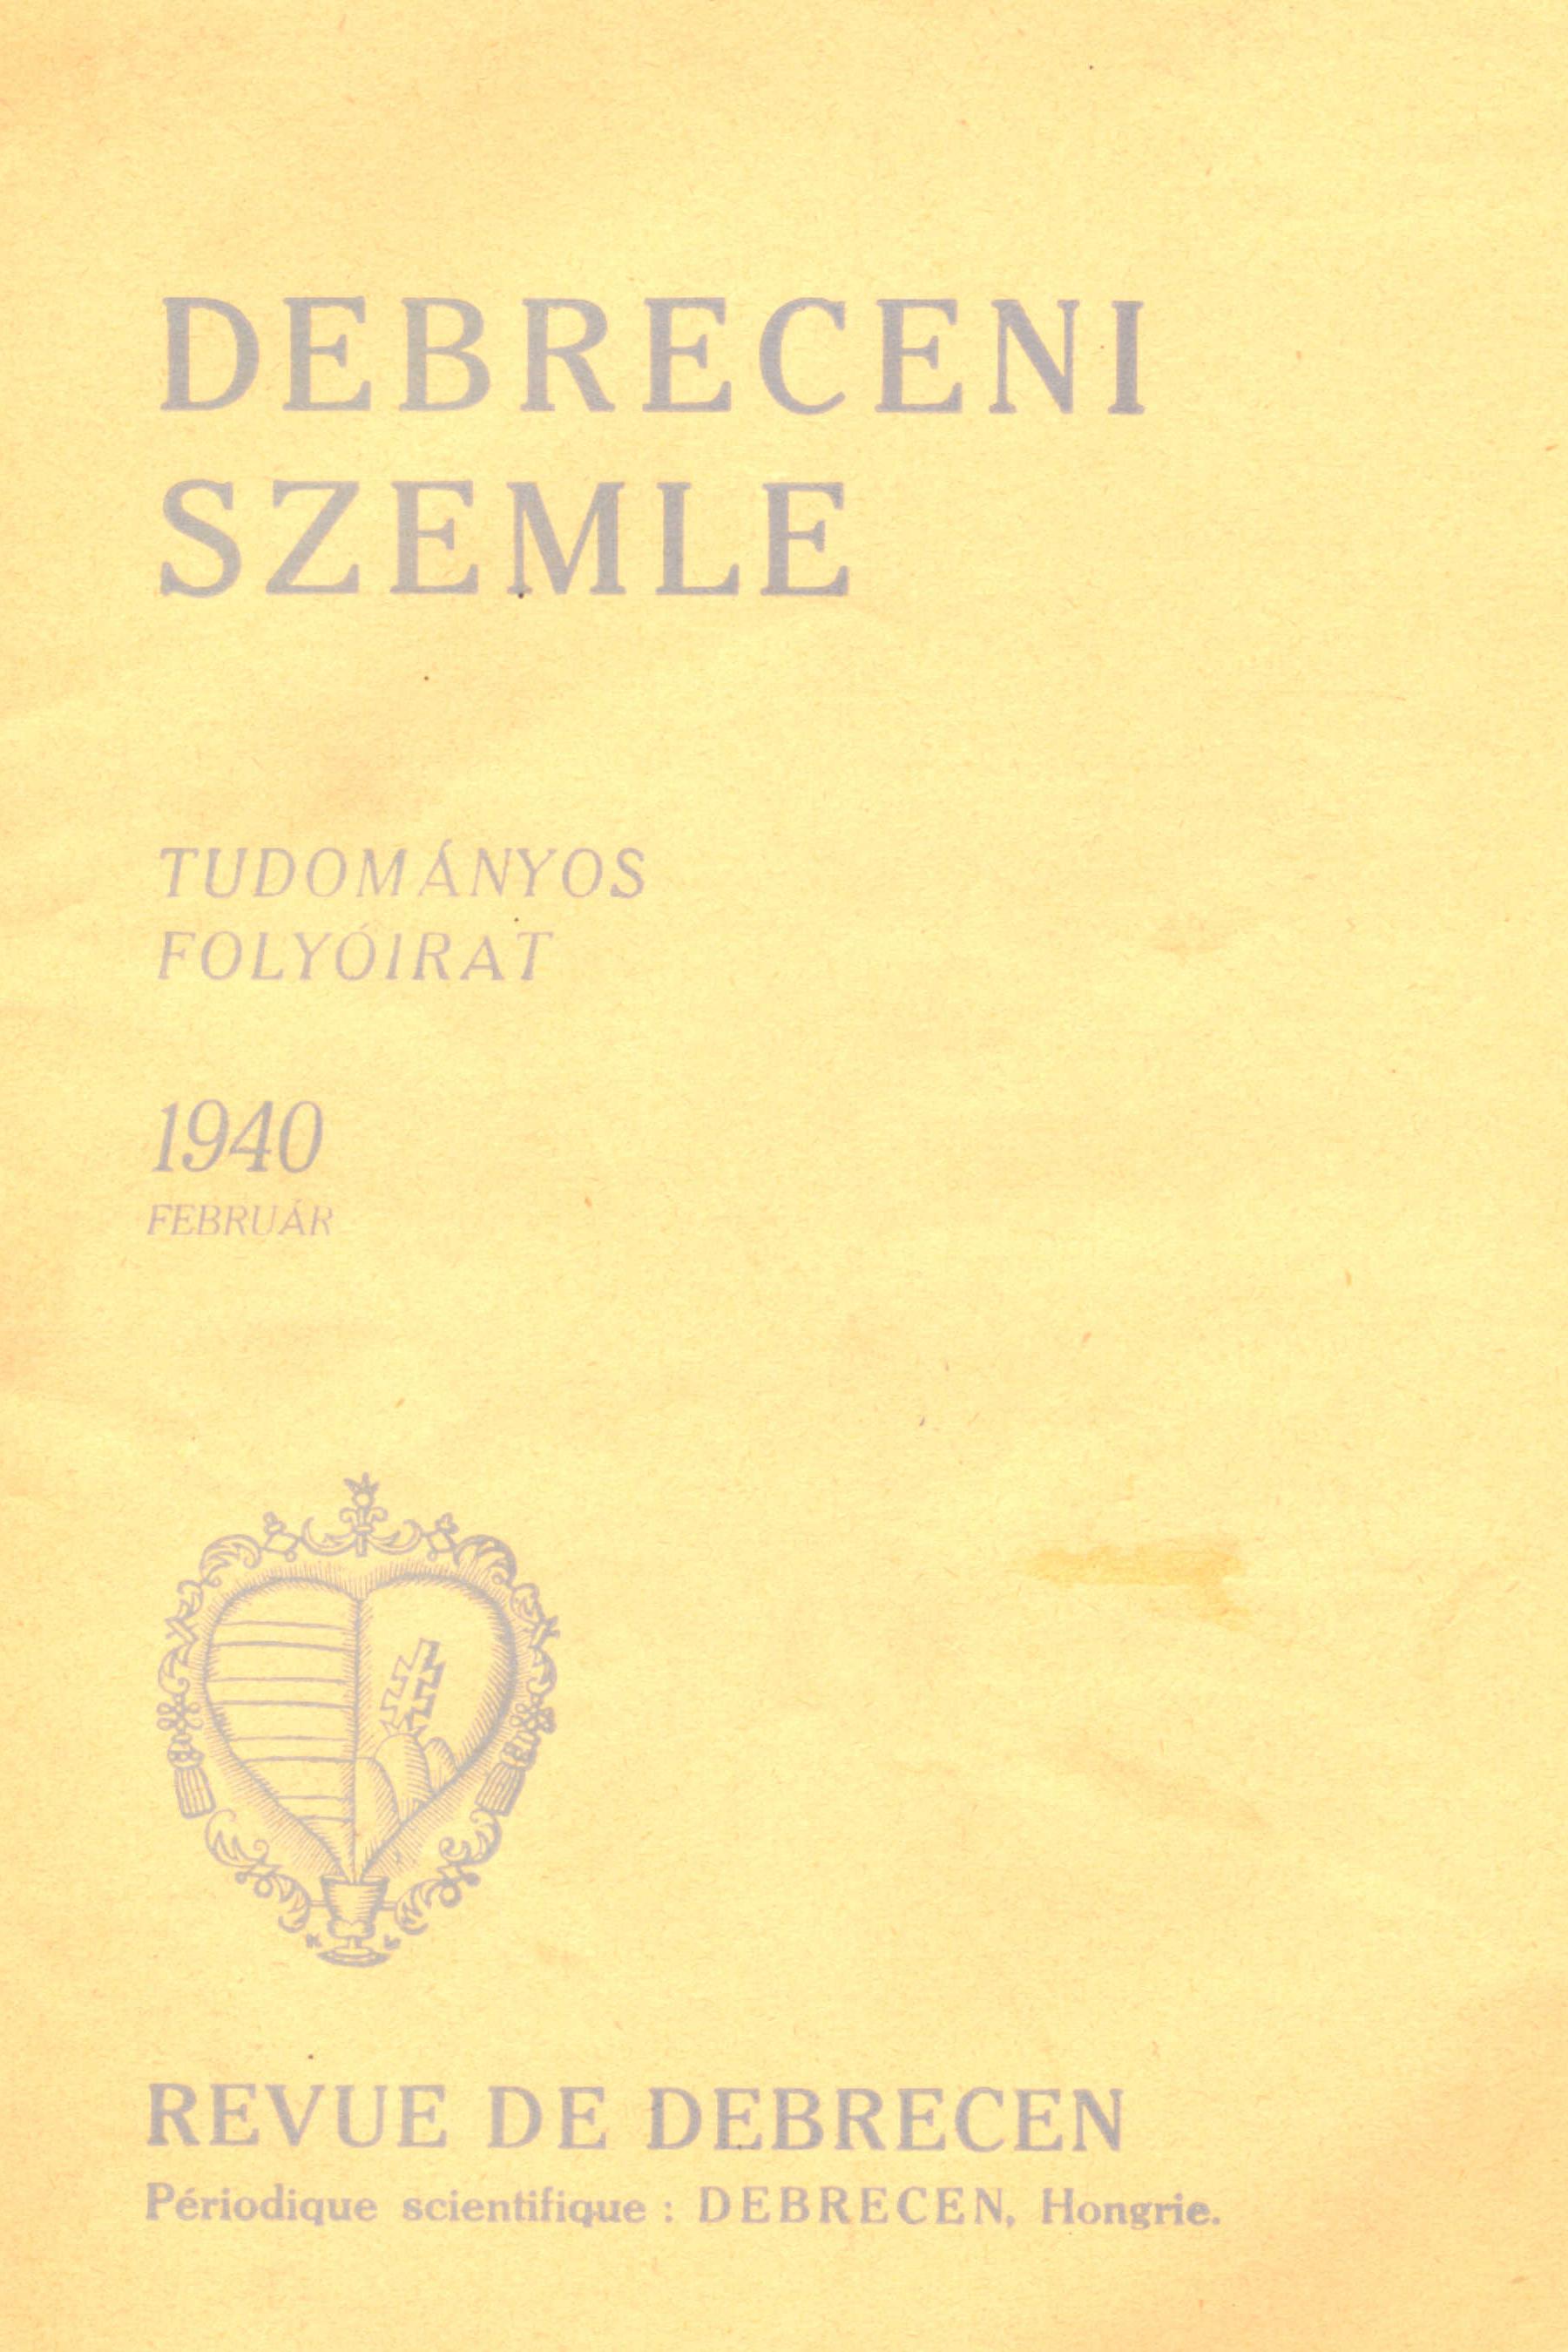 DEBRECENI
SZEMLE
TUDOMÁNYOS
FOLYÓIRAT
1940
FEBRUÁR
K L
REVUE DE DEBRECEN
Périodique scientifique : DEBRECEN, Hongrie.